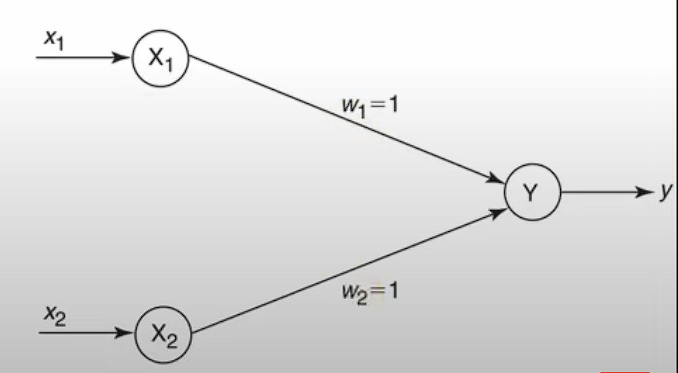 x₁
X₁
w₁=1
Y
y
w₂=1
x₂
X₂